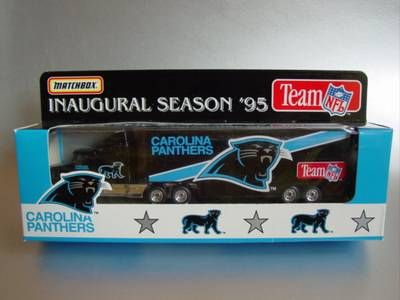 MATCHBOX
INAUGURAL SEASON '95
Team NFL
CAROLINA
PANTHERS
Team NFL
CAROLINA
PANTHERS